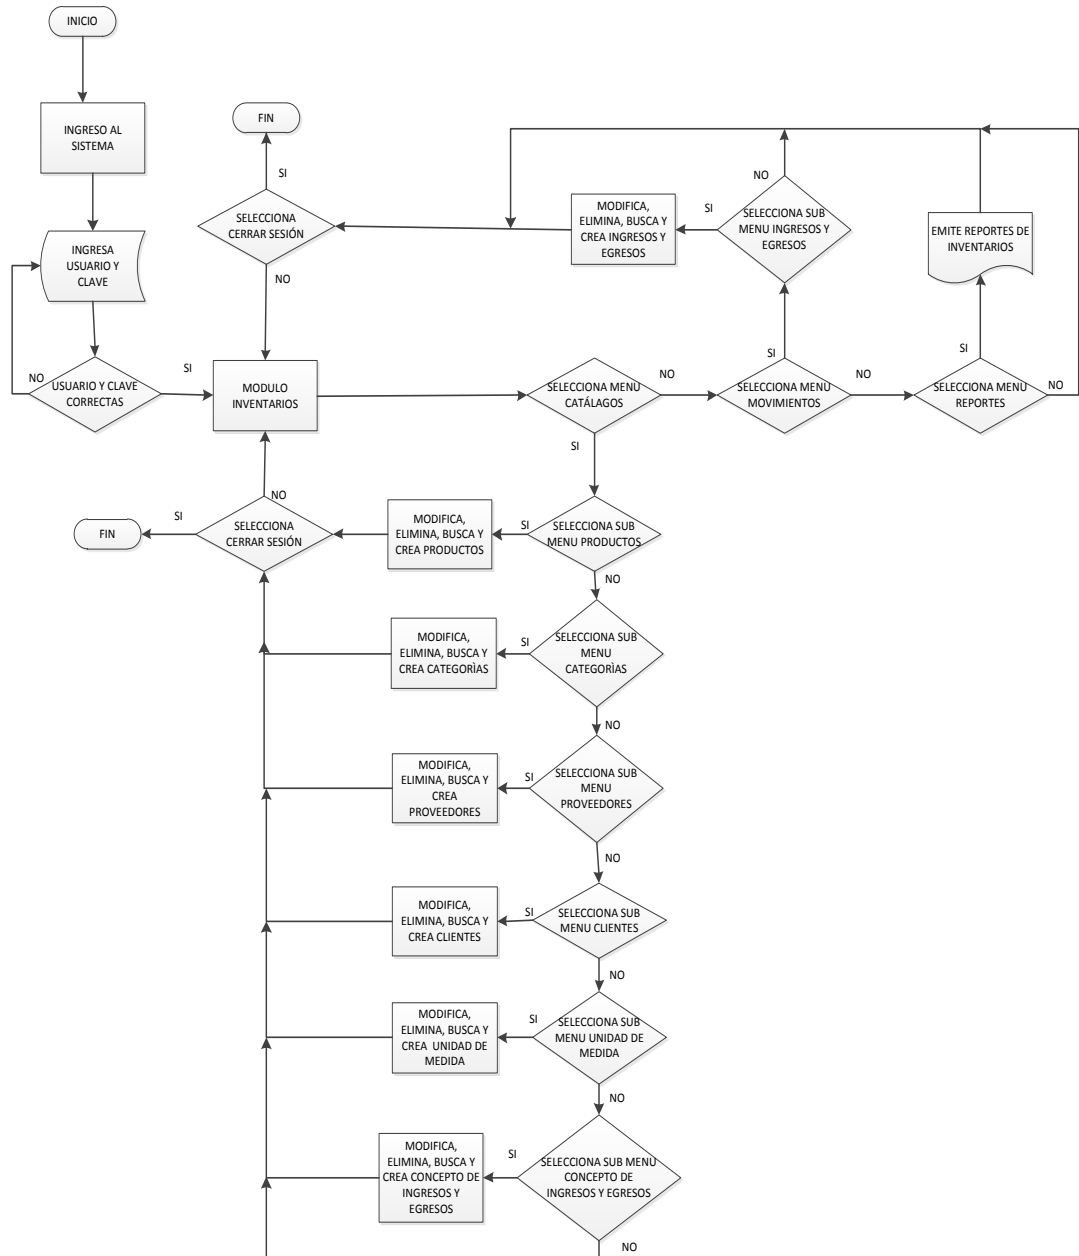 INICIO
INGRESO AL
SISTEMA
FIN
SI
SELECCIONA
CERRAR SESIÓN
NO
MODIFICA,
ELIMINA, BUSCA Y
CREA INGRESOS Y
EGRESOS
SI
NO
SELECCIONA SUB
MENU INGRESOS Y
EGRESOS
EMITE REPORTES DE
INVENTARIOS
INGRESA
USUARIO Y
CLAVE
NO
USUARIO Y CLAVE
CORRECTAS
SI
MODULO
INVENTARIOS
SELECCIONA MENU
CATÁLAGOS
NO
SI
SELECCIONA MENU
MOVIMIENTOS
NO
SI
SELECCIONA MENU
REPORTES
NO
SI
NO
FIN
SI
SELECCIONA
CERRAR SESIÓN
MODIFICA,
ELIMINA, BUSCA Y
CREA PRODUCTOS
SI
SELECCIONA SUB
MENU PRODUCTOS
NO
MODIFICA,
ELIMINA, BUSCA Y
CREA CATEGORÌAS
SI
SELECCIONA SUB
MENU
CATEGORÌAS
NO
MODIFICA,
ELIMINA, BUSCA Y
CREA
PROVEEDORES
SI
SELECCIONA SUB
MENU
PROVEEDORES
NO
MODIFICA,
ELIMINA, BUSCA Y
CREA CLIENTES
SI
SELECCIONA SUB
MENU CLIENTES
NO
MODIFICA,
ELIMINA, BUSCA Y
CREA UNIDAD DE
MEDIDA
SI
SELECCIONA SUB
MENU UNIDAD DE
MEDIDA
NO
MODIFICA,
ELIMINA, BUSCA Y
CREA CONCEPTO DE
INGRESOS Y
EGRESOS
SI
SELECCIONA SUB MENU
CONCEPTO DE
INGRESOS Y EGRESOS
NO